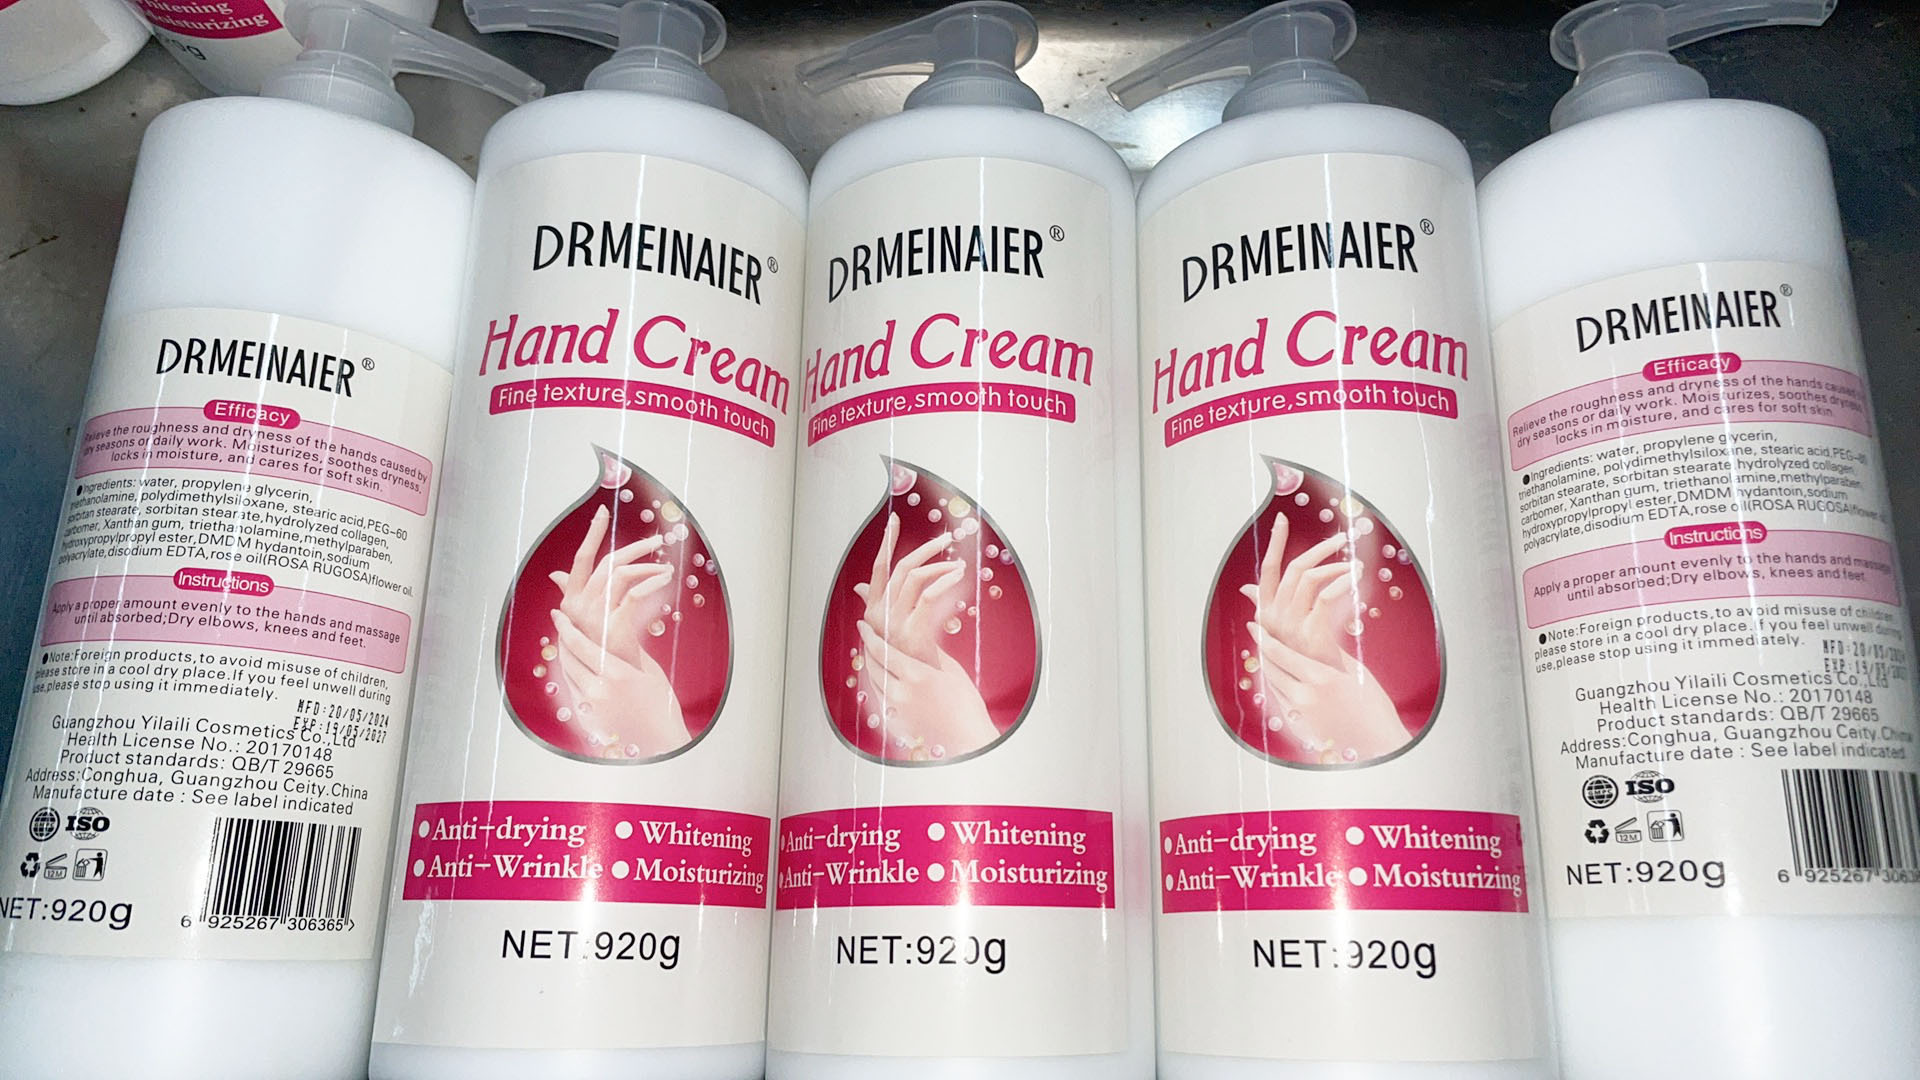 hitening
Moisturizing
DRMEINAIER®
Efficacy
Relieve the roughness and dryness of the hands caused by
dry seasons or daily work. Moisturizes, soothes dryness,
locks in moisture, and cares for soft skin.
●Ingredients: water, propylene glycerin,
triethanolamine, polydimethylsiloxane, stearic acid,PEG-60
sorbitan stearate, sorbitan stearate,hydrolyzed collagen,
carbomer, Xanthan gum, triethanolamine,methylparaben,
hydroxypropylpropyl ester,DMDM hydantoin,sodium
polyacrylate,disodium EDTA,rose oil(ROSA RUGOSA)flower oil.
Instructions
Apply a proper amount evenly to the hands and massage
until absorbed;Dry elbows, knees and feet.
●Note:Foreign products,to avoid misuse of children,
please store in a cool dry place.If you feel unwell during
use,please stop using it immediately.
MFD:20/05/2024
EXP:19/05/2027
Guangzhou Yilaili Cosmetics Co.,Ltd
Health License No.: 20170148
Product standards: QB/T 29665
Address:Conghua, Guangzhou Ceity.China
Manufacture date : See label indicated
GMPC ISO
12M
NET:920g
6 925267 306365 >
DRMEINAIER®
Hand Cream
Fine texture,smooth touch
●Anti-drying ●Whitening
●Anti-Wrinkle ●Moisturizing
NET:920g
DRMEINAIER®
Hand Cream
Fine texture,smooth touch
●Anti-drying ●Whitening
●Anti-Wrinkle ●Moisturizing
NET:920g
DRMEINAIER®
Hand Cream
Fine texture,smooth touch
●Anti-drying ●Whitening
●Anti-Wrinkle ●Moisturizing
NET:920g
DRMEINAIER®
Efficacy
Relieve the roughness and dryness of the hands caused
dry seasons or daily work. Moisturizes, soothes dryness
locks in moisture, and cares for soft skin.
●Ingredients: water, propylene glycerin,
triethanolamine, polydimethylsiloxane, stearic acid,PEG-60
sorbitan stearate, sorbitan stearate,hydrolyzed collagen,
carbomer, Xanthan gum, triethanolamine,methylparaben,
hydroxypropylpropyl ester,DMDM hydantoin,sodium
polyacrylate,disodium EDTA,rose oil(ROSA RUGOSA)flower oil
Instructions
Apply a proper amount evenly to the hands and massage
until absorbed;Dry elbows, knees and feet
●Note:Foreign products,to avoid misuse of children,
please store in a cool dry place.If you feel unwell during
use,please stop using it immediately.
MFD:20/05/
EXP:19/05/
Guangzhou Yilaili Cosmetics Co.,Ltd
Health License No.: 20170148
Product standards: QB/T 29665
Address:Conghua, Guangzhou Ceity.China
Manufacture date : See label indicated
GMPC ISO
12M
NET:920g
6 925267 3063